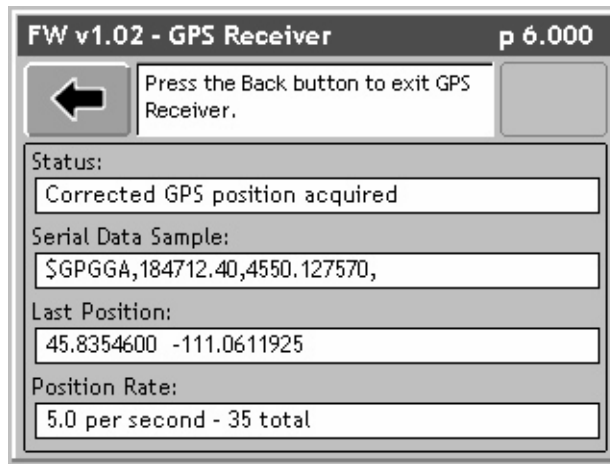 FW v1.02 - GPS Receiver p 6.000
Press the Back button to exit GPS
Receiver.
Status:
Corrected GPS position acquired
Serial Data Sample:
$GPGGA,184712.40,4550.127570,
Last Position:
45.8354600 -111.0611925
Position Rate:
5.0 per second - 35 total